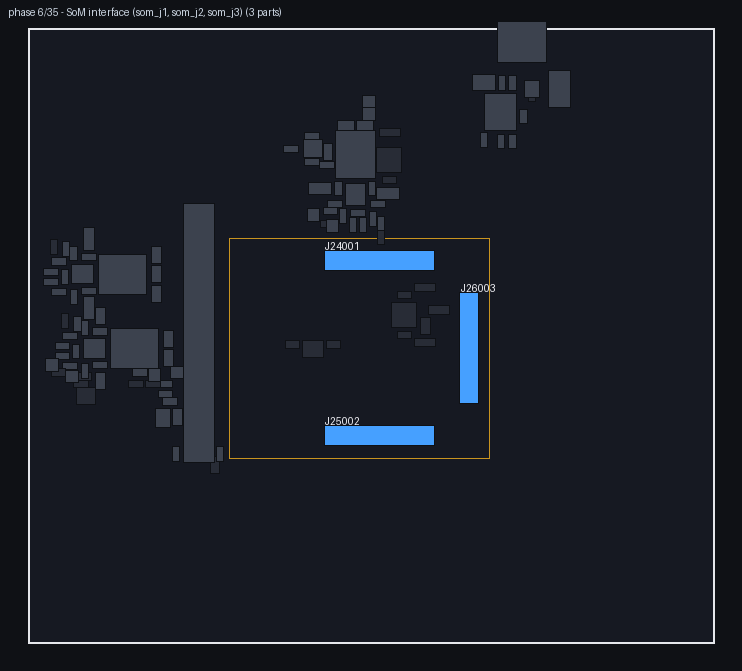 phase 6/35 - SoM interface (som_j1, som_j2, som_j3) (3 parts)
J24001
J26003
J25002